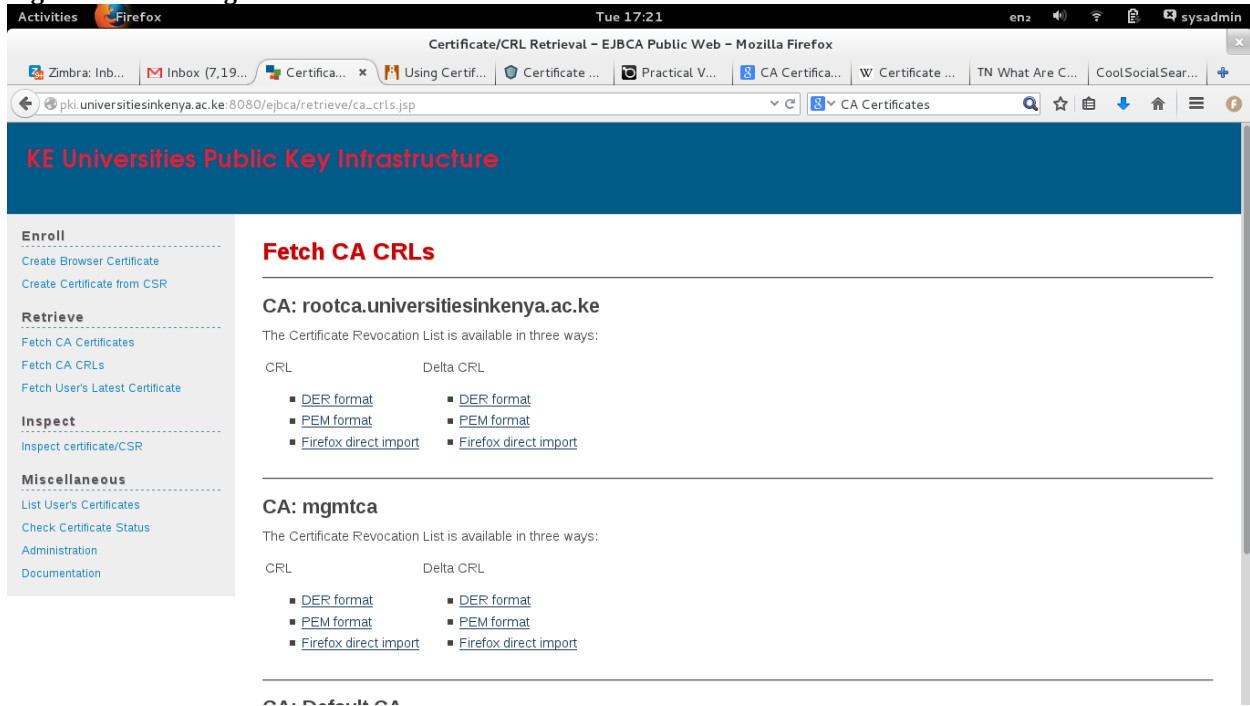 Activities Firefox Tue 17:21 en2 sysadmin
Certificate/CRL Retrieval – EJBCA Public Web – Mozilla Firefox
Zimbra: Inb... Inbox (7,19... Certifica... Using Certif... Certificate ... Practical V... CA Certifica... Certificate ... TN What Are C... CoolSocialSear...
pki.universitiesinkenya.ac.ke:8080/ejbca/retrieve/ca_crls.jsp CA Certificates
KE Universities Public Key Infrastructure
Enroll
Create Browser Certificate
Create Certificate from CSR
Retrieve
Fetch CA Certificates
Fetch CA CRLs
Fetch User's Latest Certificate
Inspect
Inspect certificate/CSR
Miscellaneous
List User's Certificates
Check Certificate Status
Administration
Documentation
Fetch CA CRLs
CA: rootca.universitiesinkenya.ac.ke
The Certificate Revocation List is available in three ways:
CRL Delta CRL
DER format DER format
PEM format PEM format
Firefox direct import Firefox direct import
CA: mgmtca
The Certificate Revocation List is available in three ways:
CRL Delta CRL
DER format DER format
PEM format PEM format
Firefox direct import Firefox direct import
CA: Default CA